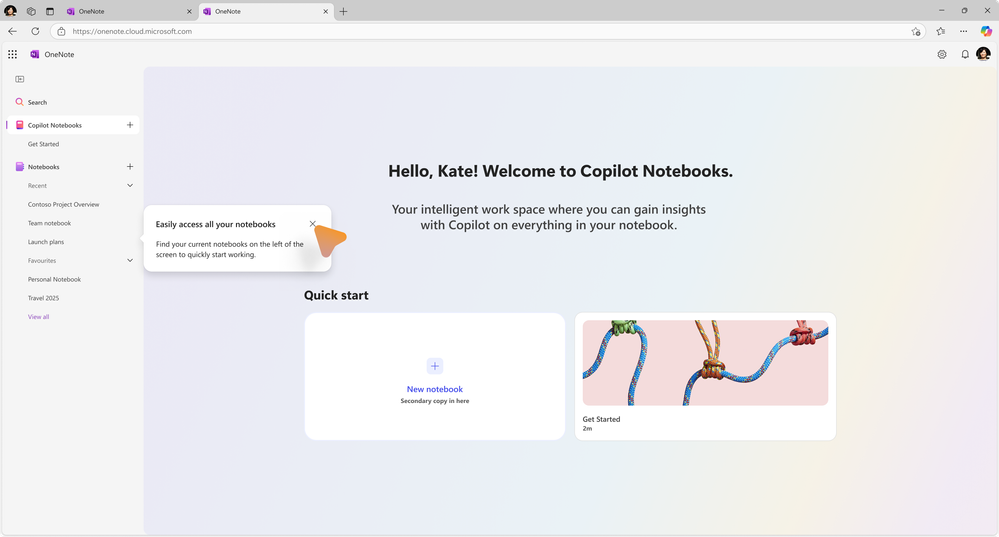 OneNote
OneNote
https://onenote.cloud.microsoft.com
OneNote
Search
Copilot Notebooks
Get Started
Notebooks
Recent
Contoso Project Overview
Team notebook
Launch plans
Favourites
Personal Notebook
Travel 2025
View all
Easily access all your notebooks
Find your current notebooks on the left of the
screen to quickly start working.
Hello, Kate! Welcome to Copilot Notebooks.
Your intelligent work space where you can gain insights
with Copilot on everything in your notebook.
Quick start
New notebook
Secondary copy in here
Get Started
2m